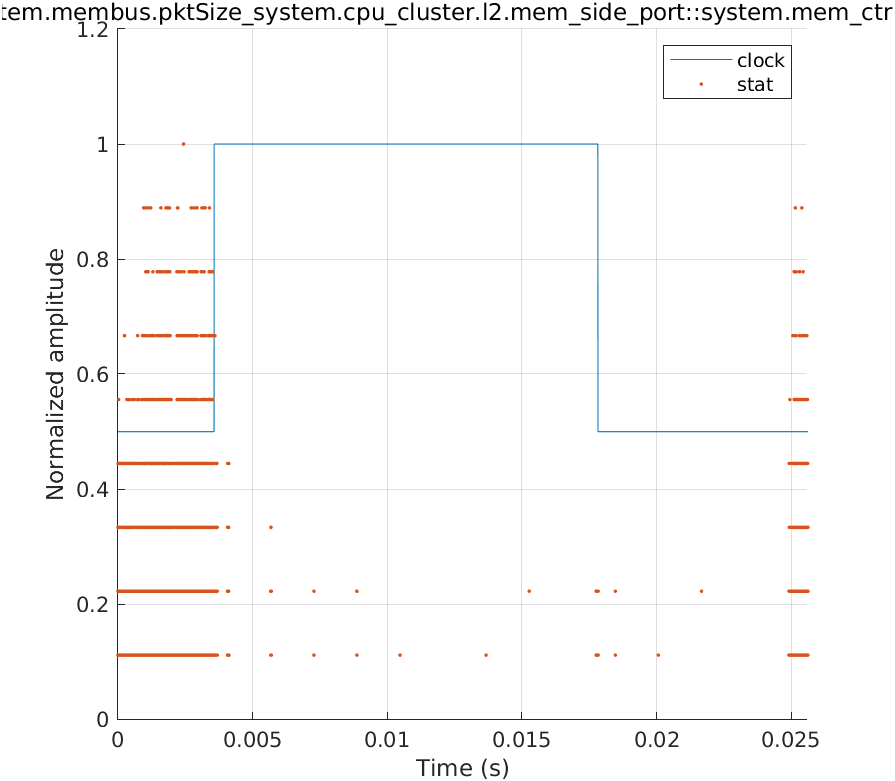 tem.membus.pktSize_system.cpu_cluster.l2.mem_side_port::system.mem_ctr
1.2
1
0.8
0.6
0.4
0.2
0
Normalized amplitude
clock
stat
0 0.005 0.01 0.015 0.02 0.025
Time (s)